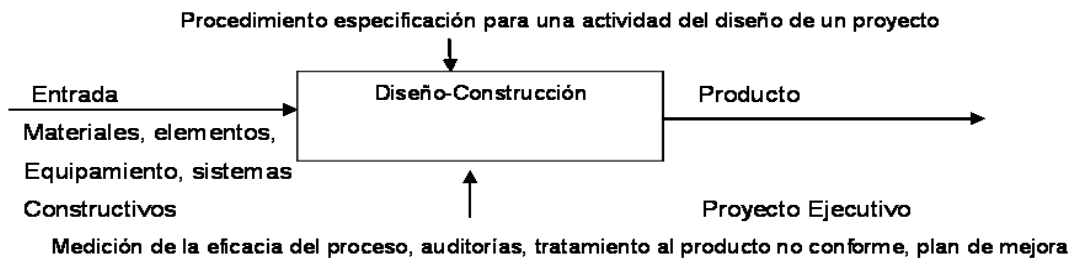 Procedimiento especificación para una actividad del diseño de un proyecto
Entrada
Diseño-Construcción
Producto
Materiales, elementos,
Equipamiento, sistemas
Constructivos
Proyecto Ejecutivo
Medición de la eficacia del proceso, auditorías, tratamiento al producto no conforme, plan de mejora